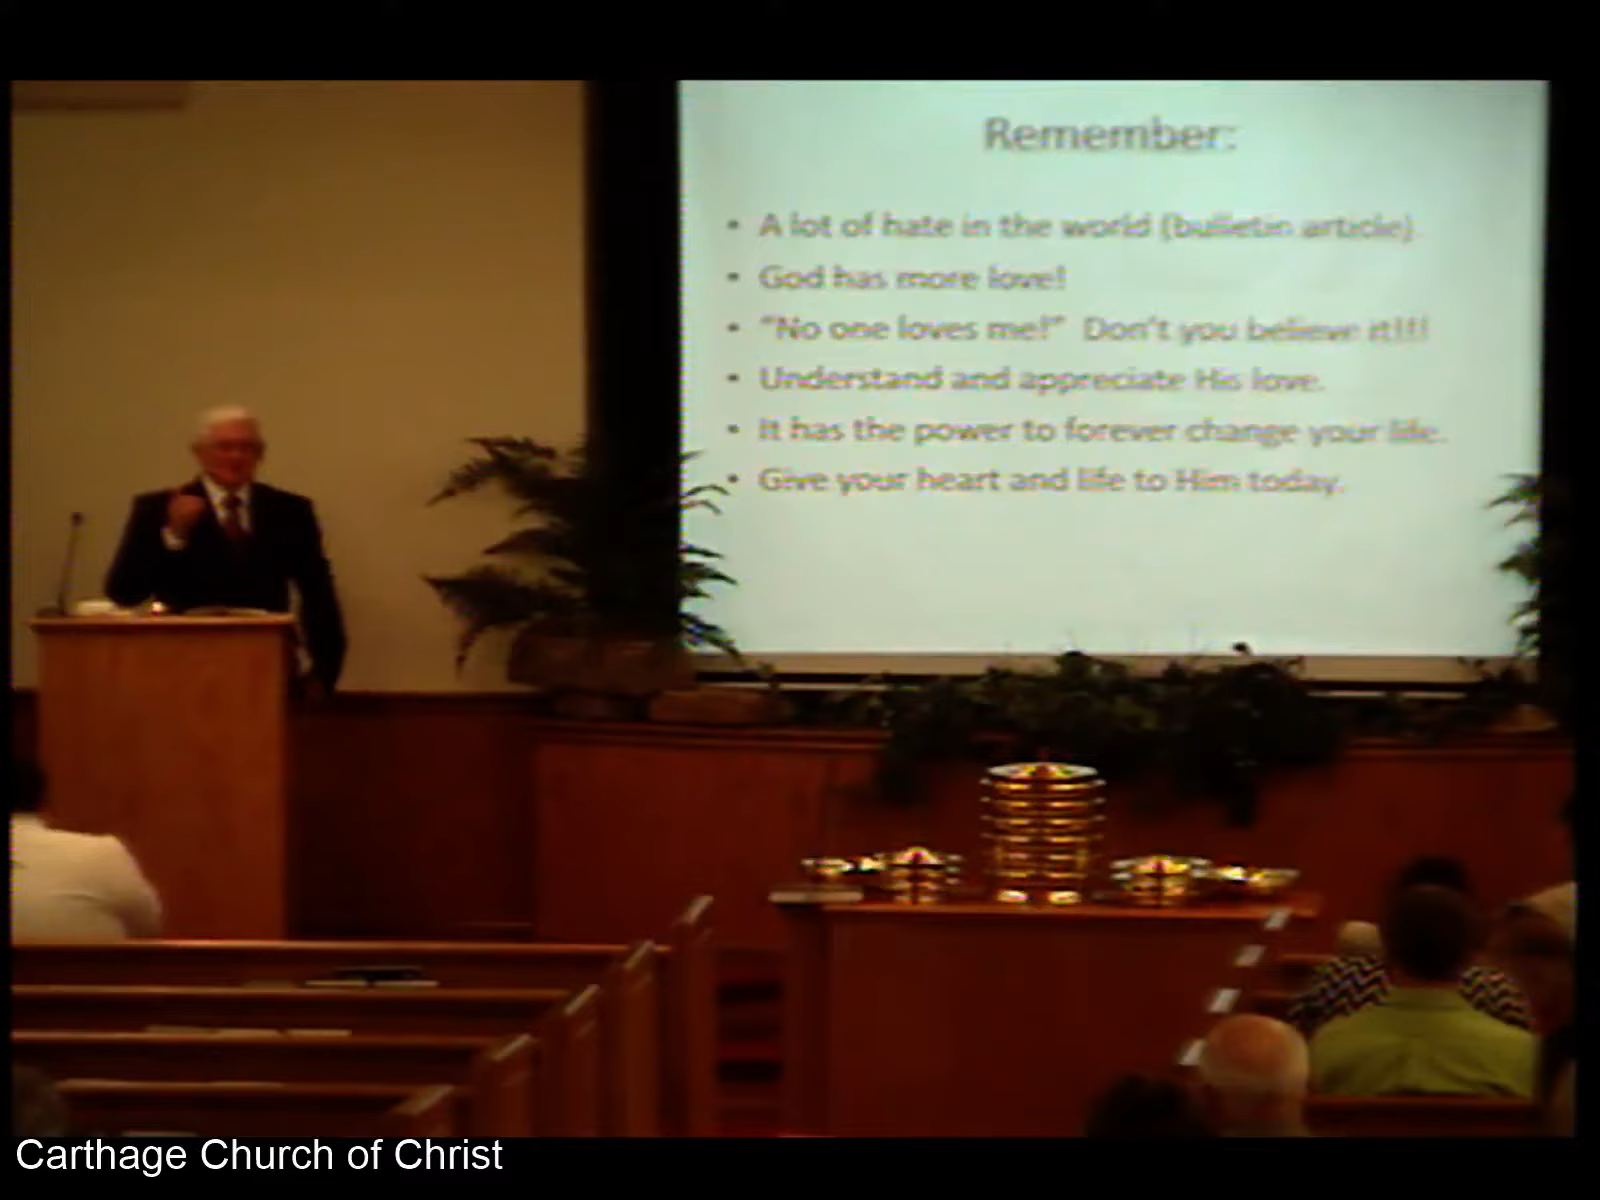 Remember:
• A lot of hate in the world (bulletin article).
• God has more love!
• "No one loves me!" Don't you believe it!!!
• Understand and appreciate His love.
• It has the power to forever change your life.
• Give your heart and life to Him today.
Carthage Church of Christ